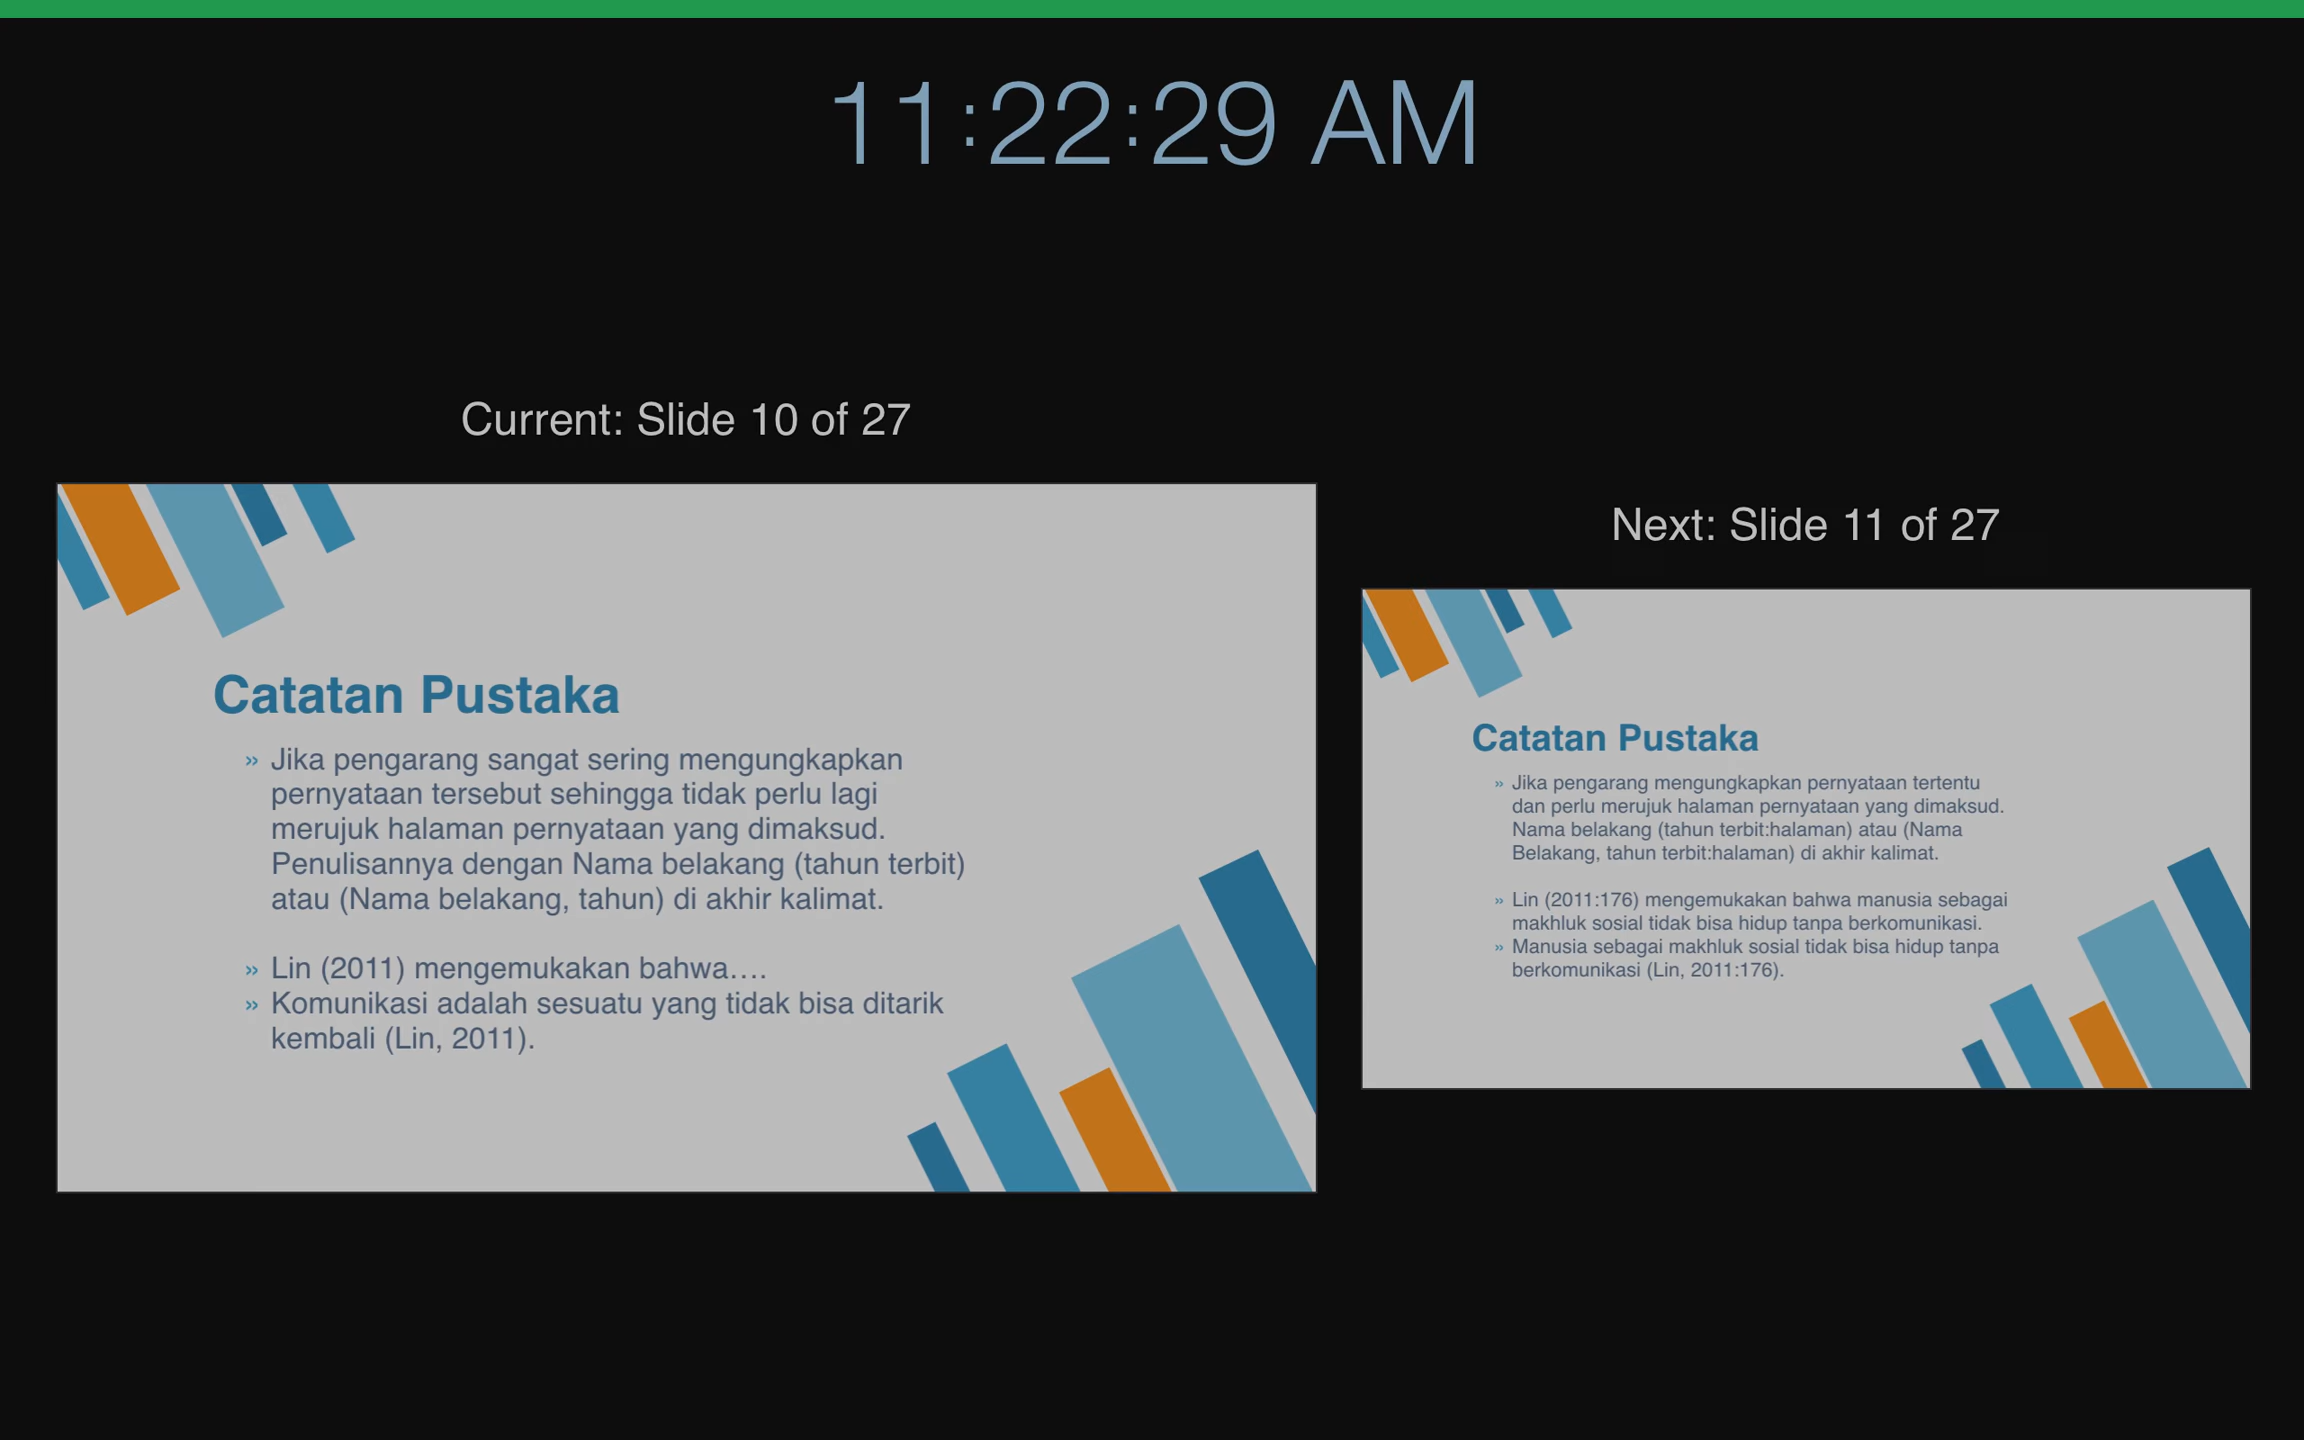 11:22:29 AM
Current: Slide 10 of 27
Catatan Pustaka
» Jika pengarang sangat sering mengungkapkan
pernyataan tersebut sehingga tidak perlu lagi
merujuk halaman pernyataan yang dimaksud.
Penulisannya dengan Nama belakang (tahun terbit)
atau (Nama belakang, tahun) di akhir kalimat.
» Lin (2011) mengemukakan bahwa….
» Komunikasi adalah sesuatu yang tidak bisa ditarik
kembali (Lin, 2011).
Next: Slide 11 of 27
Catatan Pustaka
» Jika pengarang mengungkapkan pernyataan tertentu
dan perlu merujuk halaman pernyataan yang dimaksud.
Nama belakang (tahun terbit:halaman) atau (Nama
Belakang, tahun terbit:halaman) di akhir kalimat.
» Lin (2011:176) mengemukakan bahwa manusia sebagai
makhluk sosial tidak bisa hidup tanpa berkomunikasi.
» Manusia sebagai makhluk sosial tidak bisa hidup tanpa
berkomunikasi (Lin, 2011:176).